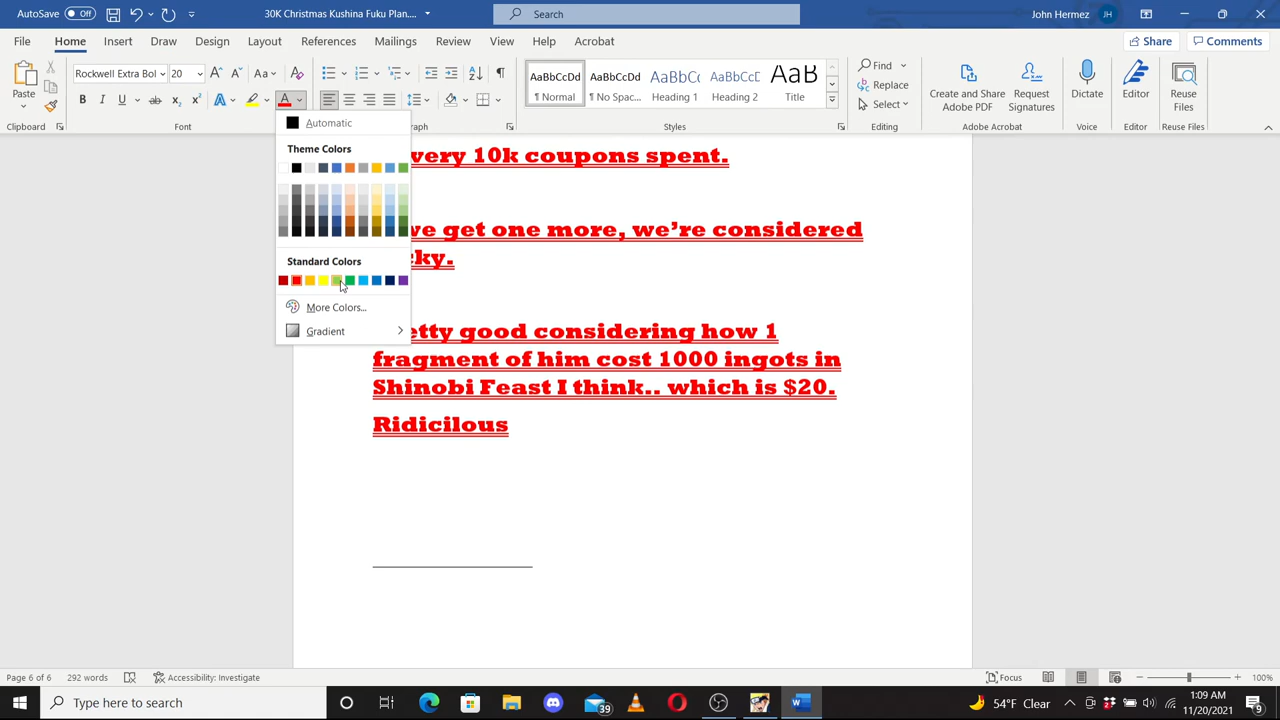 AutoSave Off
30K Christmas Kukuru...
Search
John Hermez JH
File Home Insert Draw Design Layout References Mailings Review View Help Acrobat
Share Comments
Paste
Rockwell Extra Bol 20
AaBbCcDd
¶ Normal
AaBbCcDd
¶ No Spac...
AaBbCc
Heading 1
AaBbCcE
Heading 2
AaB
Title
Find
Replace
Select
Create and Share
Adobe PDF
Request
Signatures
Dictate
Editor
Reuse
Files
Clipboard
Font
Styles
Editing
Adobe Acrobat
Voice
Editor
Reuse Files
Automatic
Theme Colors
Standard Colors
More Colors...
Gradient
very 10k coupons spent.
we get one more, we're considered
cky.
etty good considering how 1
fragment of him cost 1000 ingots in
Shinobi Feast I think.. which is $20.
Ridicilous
Page 6 of 6 292 words Accessibility: Investigate
Focus 100%
Type here to search
39
54°F Clear
1:09 AM
11/20/2021
9